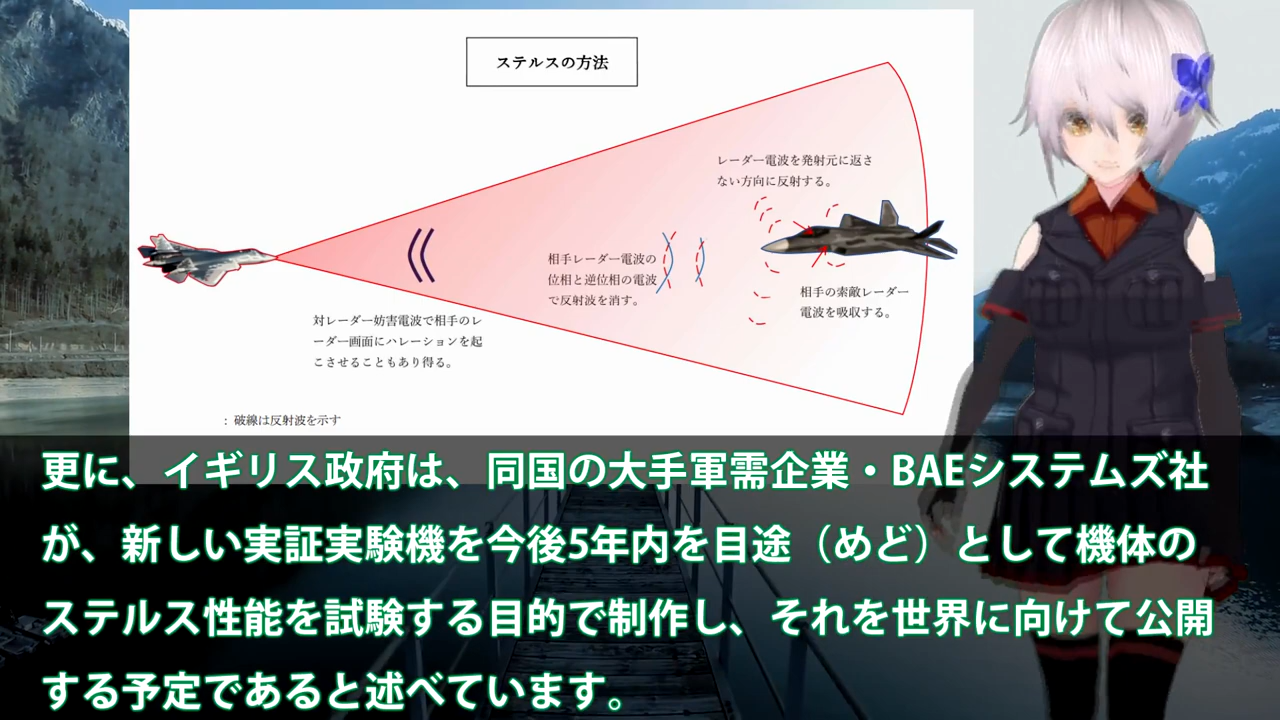 ステルスの方法
レーダー電波を発射元に返さ
ない方向に反射する。
相手レーダー電波の
位相と逆位相の電波
で反射波を消す。
相手の索敵レーダー
電波を吸収する。
対レーダー妨害電波で相手のレ
ーダー画面にハレーションを起
こさせることもあり得る。
：破線は反射波を示す
更に、イギリス政府は、同国の大手軍需企業・BAEシステムズ社
が、新しい実証実験機を今後5年内を目途（めど）として機体の
ステルス性能を試験する目的で制作し、それを世界に向けて公開
する予定であると述べています。